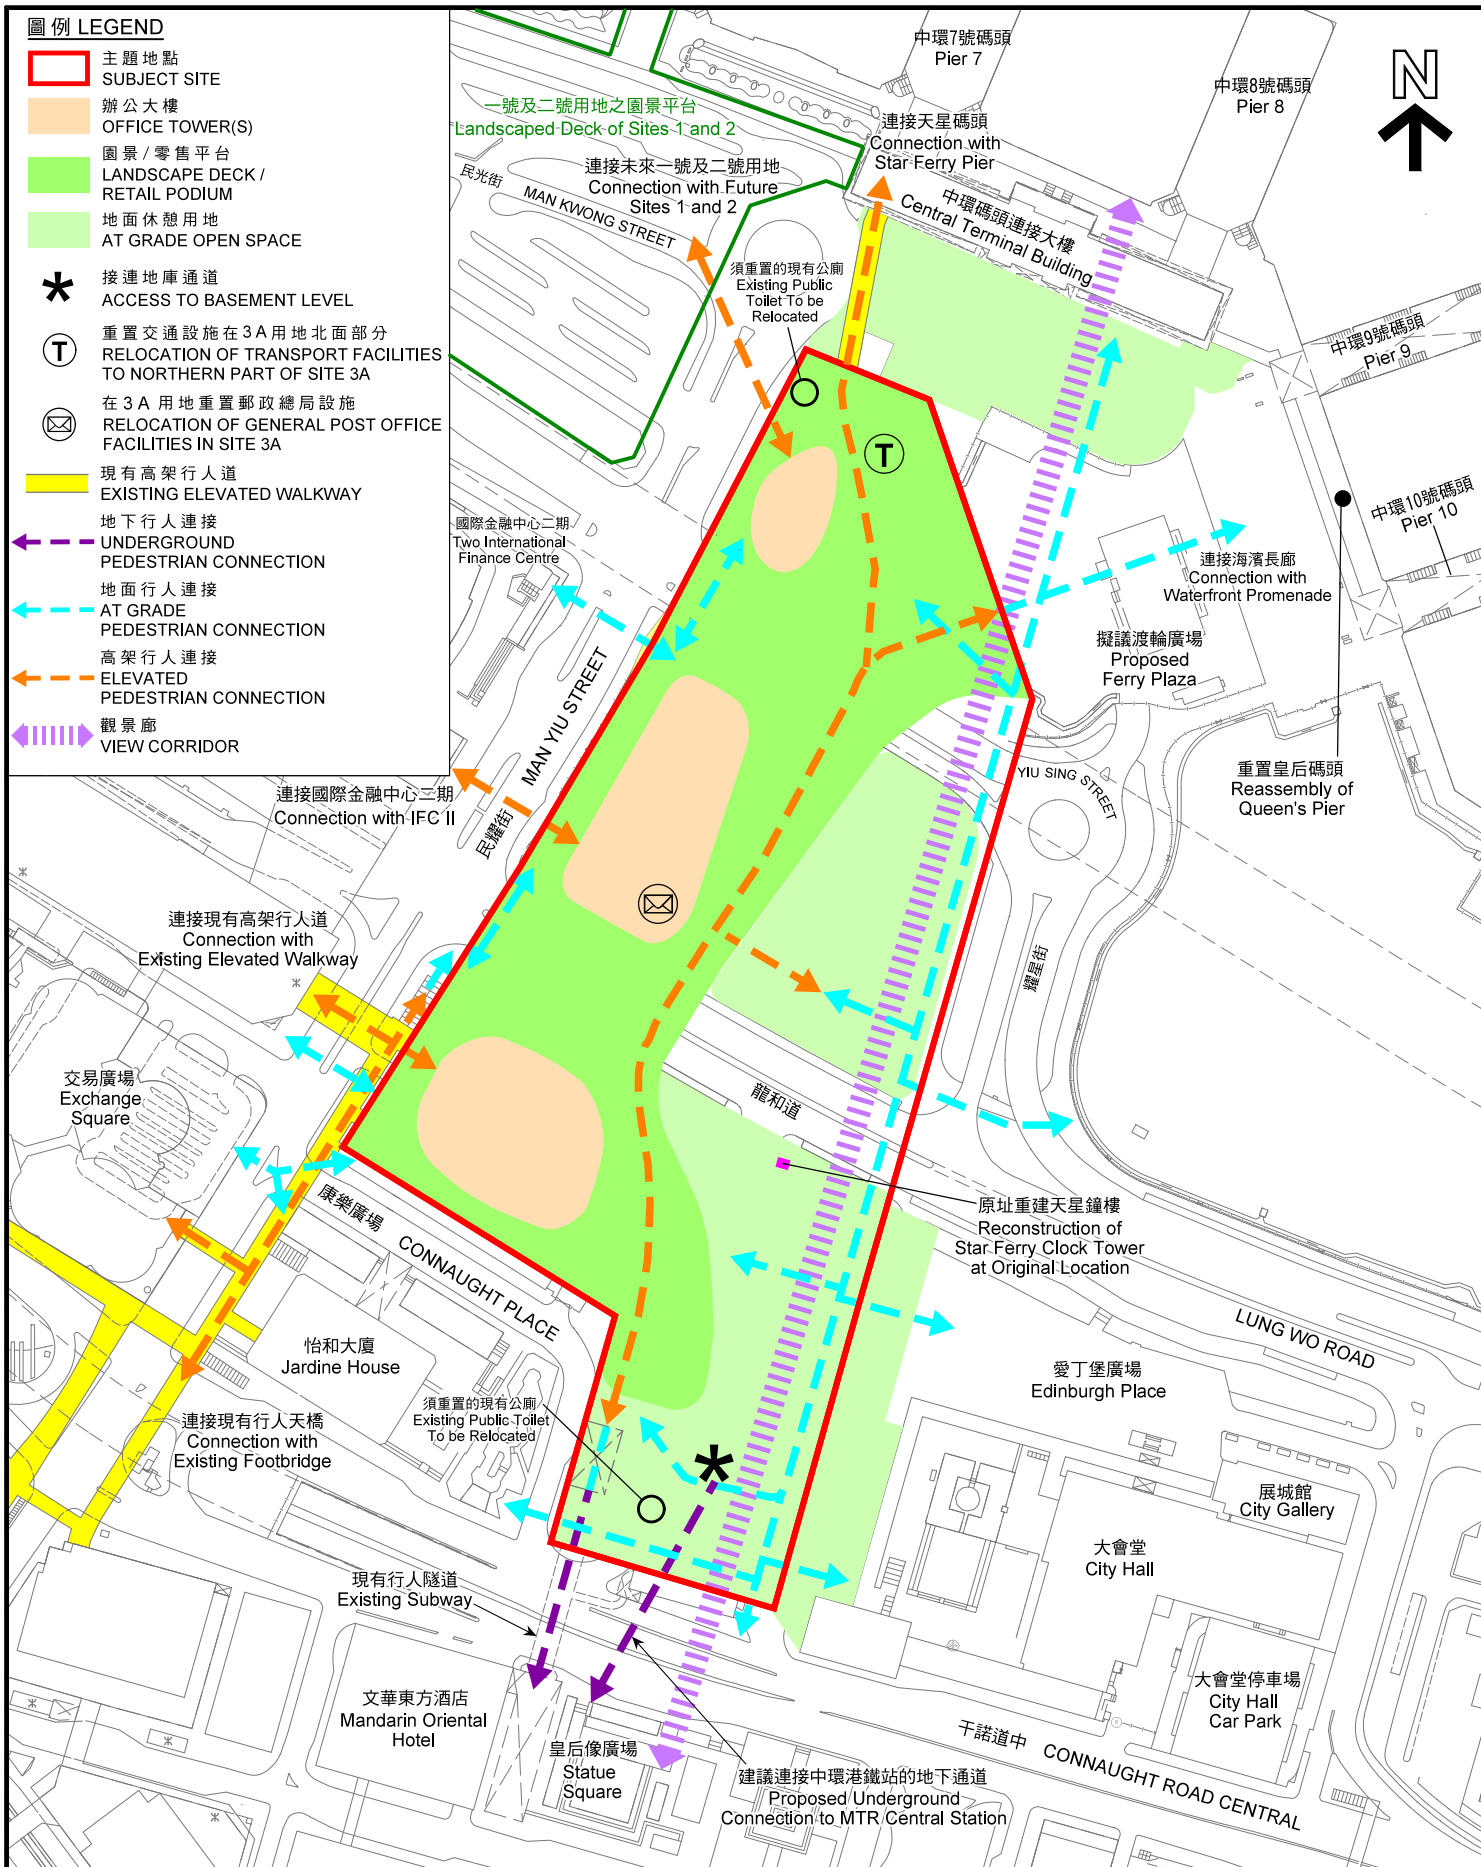 圖例 LEGEND
主題地點
SUBJECT SITE
辦公大樓
OFFICE TOWER(S)
園景/零售平台
LANDSCAPE DECK /
RETAIL PODIUM
地面休憩用地
AT GRADE OPEN SPACE
接連地庫通道
ACCESS TO BASEMENT LEVEL
T
重置交通設施在3A用地北面部分
RELOCATION OF TRANSPORT FACILITIES
TO NORTHERN PART OF SITE 3A
在3A 用地重置郵政總局設施
RELOCATION OF GENERAL POST OFFICE
FACILITIES IN SITE 3A
現有高架行人道
EXISTING ELEVATED WALKWAY
地下行人連接
UNDERGROUND
PEDESTRIAN CONNECTION
地面行人連接
AT GRADE
PEDESTRIAN CONNECTION
高架行人連接
ELEVATED
PEDESTRIAN CONNECTION
觀景廊
VIEW CORRIDOR
N
中環7號碼頭
Pier 7
中環8號碼頭
Pier 8
一號及二號用地之園景平台
Landscaped Deck of Sites 1 and 2
連接天星碼頭
Connection with
Star Ferry Pier
連接未來一號及二號用地
Connection with Future
Sites 1 and 2
民光街
MAN KWONG STREET
中環碼頭連接大樓
Central Terminal
Building
須重置的現有公廁
Existing Public
Toilet To be
Relocated
中環9號碼頭
Pier 9
T
中環10號碼頭
Pier 10
國際金融中心二期
Two International
Finance Centre
連接海濱長廊
Connection with
Waterfront Promenade
擬議渡輪廣場
Proposed
Ferry Plaza
民耀街
MAN YIU STREET
YIU SING STREET
耀星街
重置皇后碼頭
Reassembly of
Queen's Pier
連接國際金融中心二期
Connection with IFC II
連接現有高架行人道
Connection with
Existing Elevated Walkway
交易廣場
Exchange
Square
龍和道
LUNG WO ROAD
原址重建天星鐘樓
Reconstruction of
Star Ferry Clock Tower
at Original Location
康樂廣場
CONNAUGHT PLACE
怡和大廈
Jardine House
愛丁堡廣場
Edinburgh Place
須重置的現有公廁
Existing Public Toilet
To be Relocated
連接現有行人天橋
Connection with
Existing Footbridge
展城館
City Gallery
大會堂
City Hall
現有行人隧道
Existing Subway
文華東方酒店
Mandarin Oriental
Hotel
皇后像廣場
Statue
Square
大會堂停車場
City Hall
Car Park
干諾道中 CONNAUGHT ROAD CENTRAL
建議連接中環港鐵站的地下通道
Proposed Underground
Connection to MTR Central Station